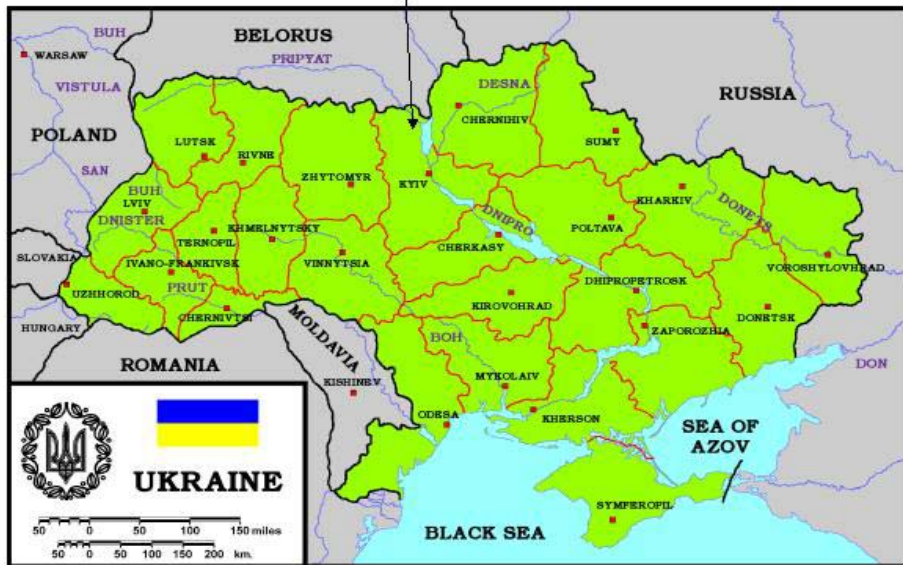 BUH
BELORUS
WARSAW
PRIPYAT
DESNA
RUSSIA
VISTULA
CHERNIHIV
POLAND
LUTSK
RIVNE
SUMY
SAN
ZHYTOMYR
KYIV
BUH
LVIV
KHARKIV
DNISTER
DNIPRO
DONETS
KHMELNYTSKY
TERNOPIL
POLTAVA
CHERKASY
SLOVAKIA
IVANO-FRANKIVSK
VINNYTSIA
VOROSHYLOVHRAD
UZHHOROD
PRUT
DHIPROPETROSK
KIROVOHRAD
CHERNIVTSI
DONETSK
HUNGARY
ZAPOROZHIA
MOLDAVIA
BOH
ROMANIA
DON
KISHINEV
MYKOLAIV
ODESA
KHERSON
SEA OF
AZOV
UKRAINE
SYMFEROPIL
BLACK SEA
50 0 50 100 150 miles
50 0 50 100 150 200 km.